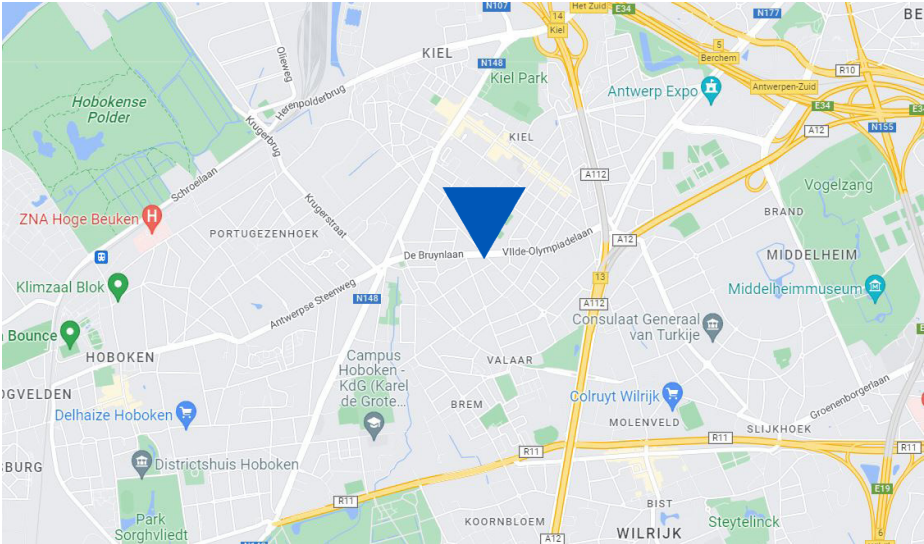 N107
14
Kiel
Het Zuid
E34
N177
BE
KIEL
N148
5
Berchem
R10
Olieweg
Kiel Park
Antwerp Expo
Antwerpen-Zuid
Hobokense
Polder
Herenpolderbrug
E34
A12
N155
Krugerbrug
KIEL
A112
Schroeilaan
Krugerstraat
Vogelzang
ZNA Hoge Beuken
H
BRAND
PORTUGEZENHOEK
A12
De Bruynlaan
VIIde-Olympiadelaan
MIDDELHEIM
13
Klimzaal Blok
Middelheimmuseum
N148
A112
Antwerpse Steenweg
Consulaat Generaal
van Turkije
Bounce
HOBOKEN
Campus
Hoboken -
KdG (Karel
de Grote...
VALAAR
OGVELDEN
Colruyt Wilrijk
Groenenborgerlaan
Delhaize Hoboken
BREM
MOLENVELD
SLIJKHOEK
R11
R11
R11
Districtshuis Hoboken
SBURG
E19
R11
BIST
Park
Sorghvliedt
KOORNBLOEM
Steytelinck
6
A12
WILRIJK